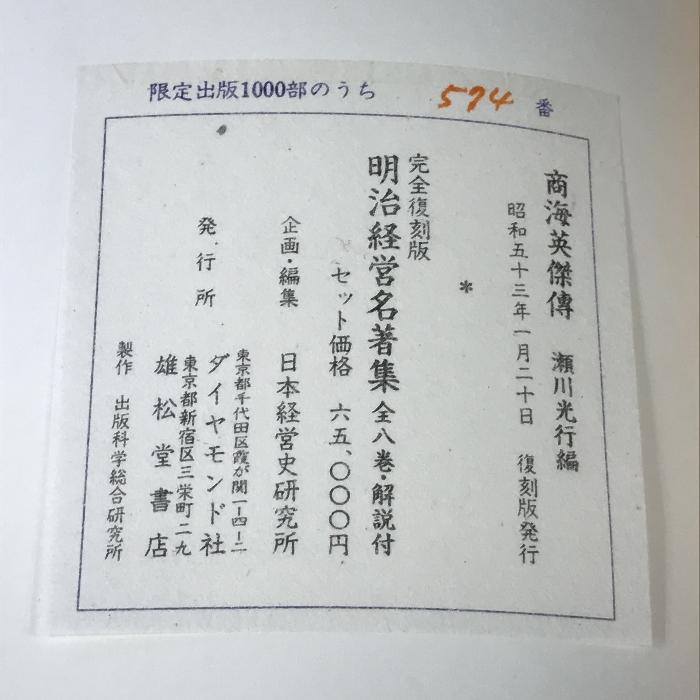 限定出版1000部のうち 574 番
商海英傑傳 瀬川光行編
昭和五十三年一月二十日 復刻版発行
*
完全復刻版
明治経営名著集 全八巻・解説付
セット価格 六五、〇〇〇円
企画・編集 日本経営史研究所
東京都千代田区霞が関一ー四ー二
発行所 ダイヤモンド社
東京都新宿区三栄町二九
雄松堂書店
製作 出版科学総合研究所